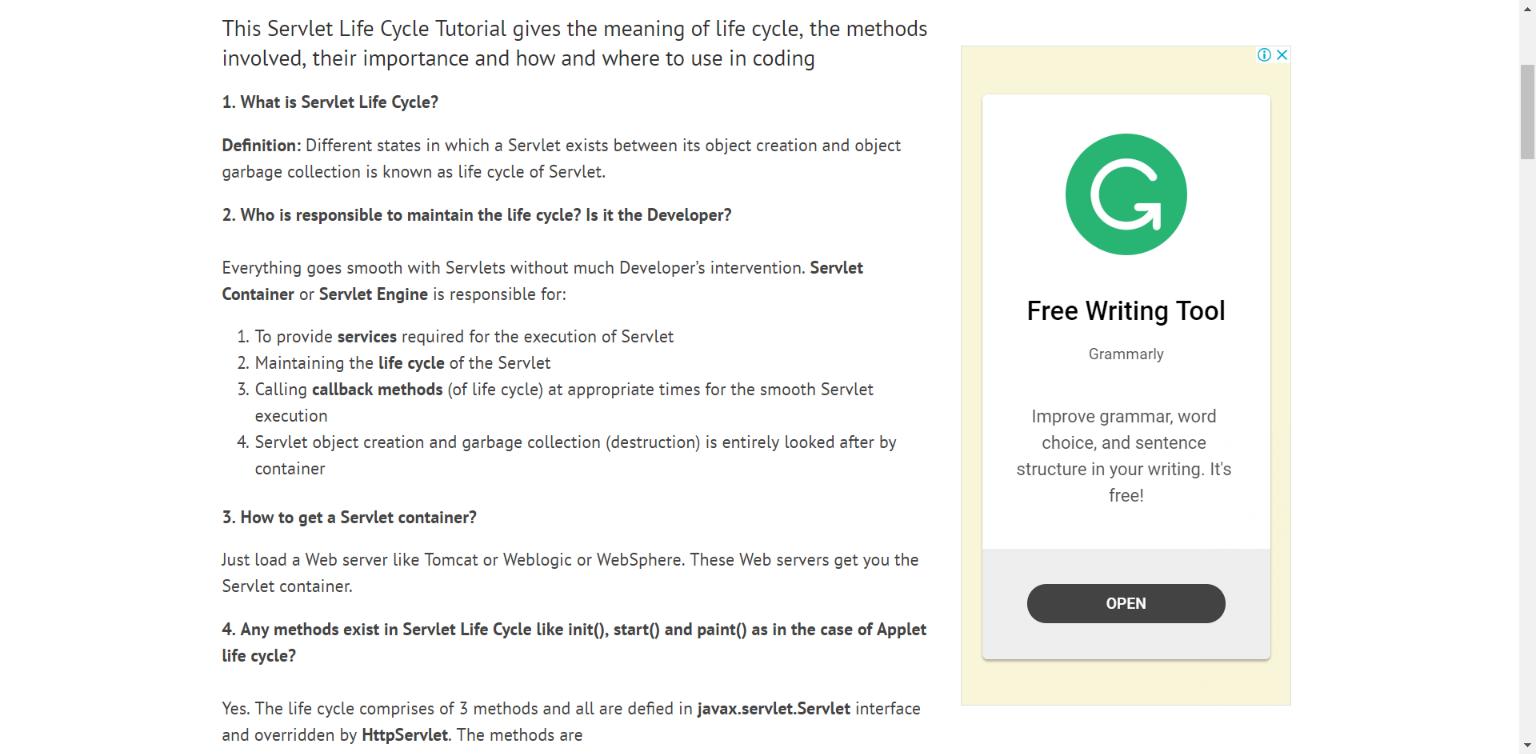 This Servlet Life Cycle Tutorial gives the meaning of life cycle, the methods
involved, their importance and how and where to use in coding
1. What is Servlet Life Cycle?
Definition: Different states in which a Servlet exists between its object creation and object
garbage collection is known as life cycle of Servlet.
2. Who is responsible to maintain the life cycle? Is it the Developer?
Everything goes smooth with Servlets without much Developer's intervention. Servlet
Container or Servlet Engine is responsible for:
1. To provide services required for the execution of Servlet
2. Maintaining the life cycle of the Servlet
3. Calling callback methods (of life cycle) at appropriate times for the smooth Servlet
execution
4. Servlet object creation and garbage collection (destruction) is entirely looked after by
container
3. How to get a Servlet container?
Just load a Web server like Tomcat or Weblogic or WebSphere. These Web servers get you the
Servlet container.
4. Any methods exist in Servlet Life Cycle like init(), start() and paint() as in the case of Applet
life cycle?
Yes. The life cycle comprises of 3 methods and all are defied in javax.servlet.Servlet interface
and overridden by HttpServlet. The methods are
Free Writing Tool
Grammarly
Improve grammar, word
choice, and sentence
structure in your writing. It's
free!
OPEN